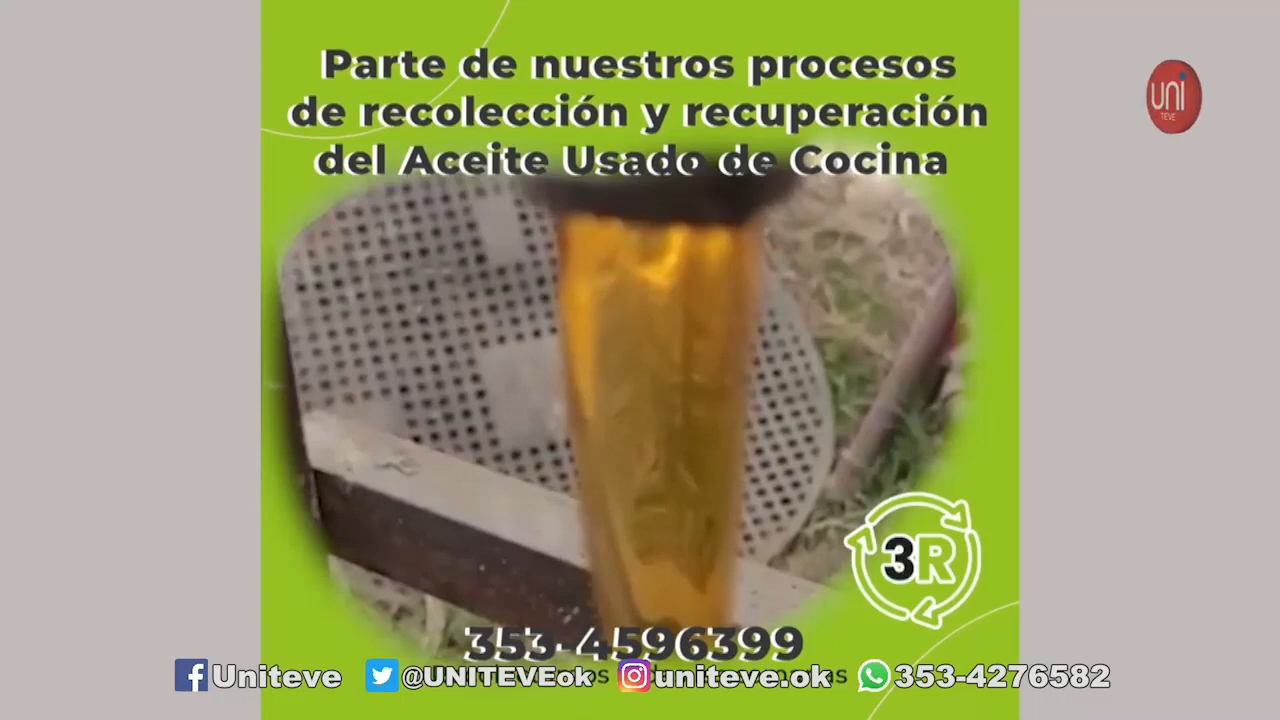 Parte de nuestros procesos
de recolección y recuperación
del Aceite Usado de Cocina
UNI
TEVE
3R
353-4596399
Uniteve @UNITEVEok uniteve.ok 353-4276582